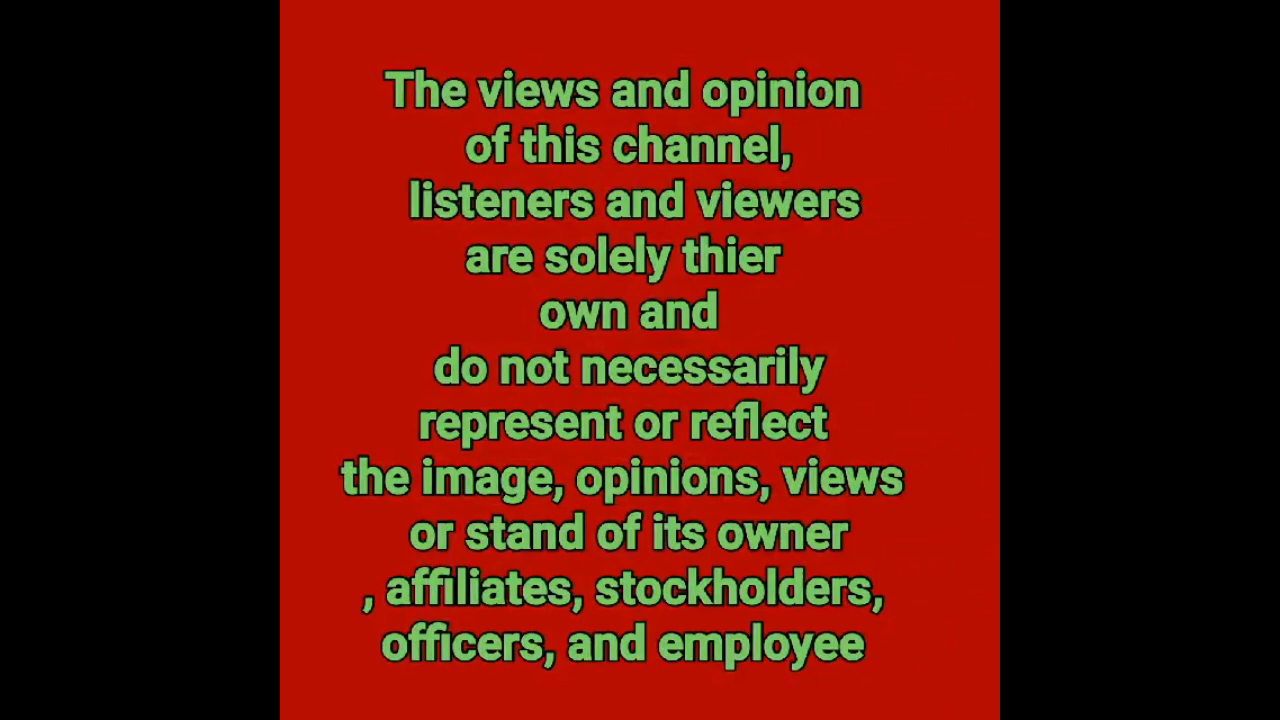 The views and opinion
of this channel,
listeners and viewers
are solely thier
own and
do not necessarily
represent or reflect
the image, opinions, views
or stand of its owner
, affiliates, stockholders,
officers, and employee